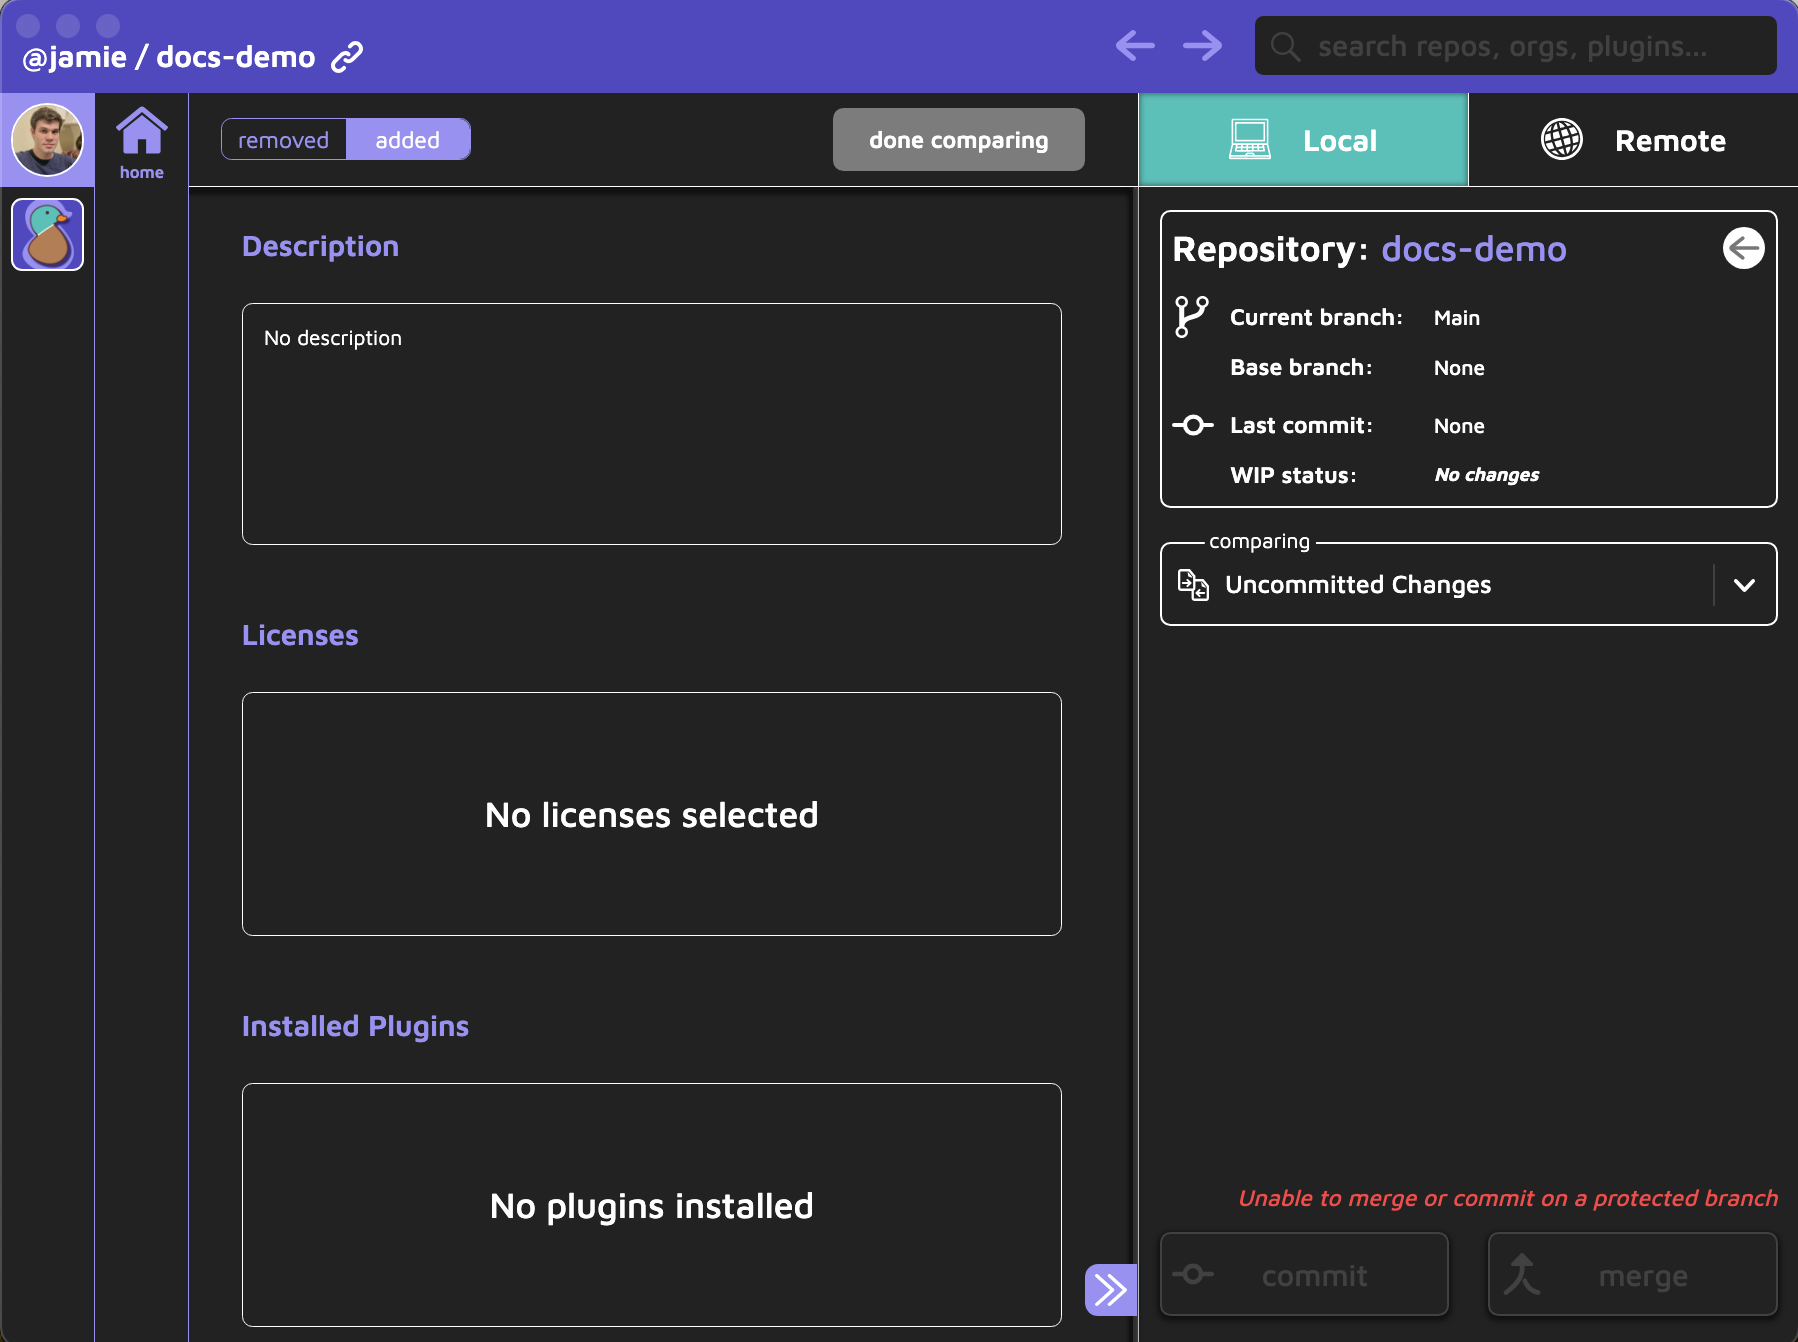 @jamie / docs-demo
search repos, orgs, plugins...
home
removed
added
done comparing
Local
Remote
Description
No description
Licenses
No licenses selected
Installed Plugins
No plugins installed
Repository: docs-demo
Current branch: Main
Base branch: None
Last commit: None
WIP status: No changes
comparing
Uncommitted Changes
Unable to merge or commit on a protected branch
commit
merge